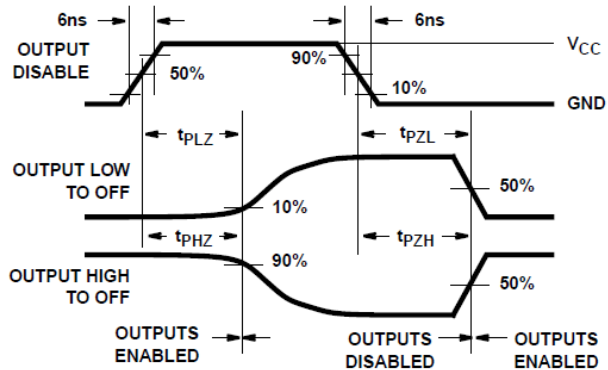 6ns
6ns
OUTPUT
DISABLE
50%
90%
10%
VCC
GND
tPLZ
tPZL
OUTPUT LOW
TO OFF
10%
50%
tPHZ
tPZH
OUTPUT HIGH
TO OFF
90%
50%
OUTPUTS
ENABLED
OUTPUTS
DISABLED
OUTPUTS
ENABLED